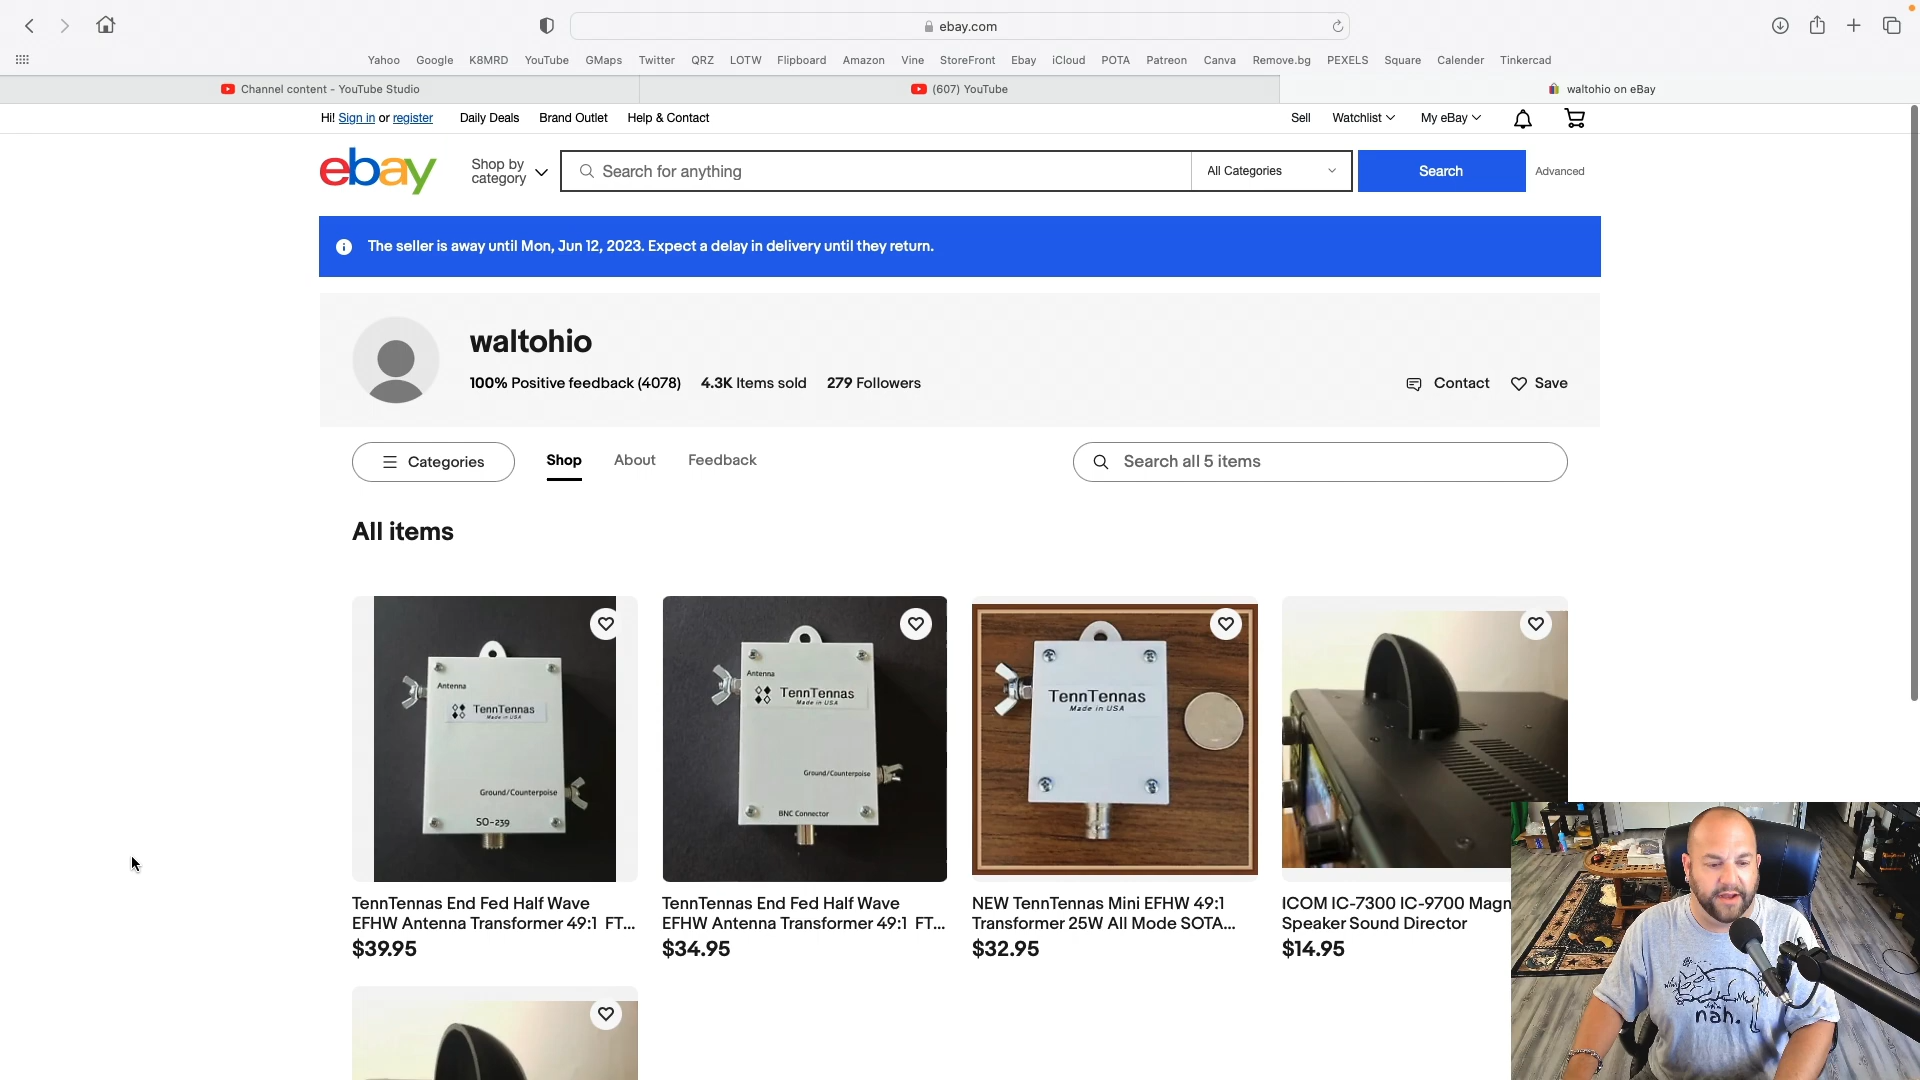 ebay.com
Yahoo Google K8MRD YouTube GMaps Twitter QRZ LOTW Flipboard Amazon Vine StoreFront Ebay iCloud POTA Patreon Canva Remove.bg PEXELS Square Calender Tinkercad
Channel content - YouTube Studio
(607) YouTube
waltohio on eBay
Hi! Sign in or register Daily Deals Brand Outlet Help & Contact
Sell Watchlist My eBay
ebay
Shop by
category
Search for anything
All Categories
Search
Advanced
The seller is away until Mon, Jun 12, 2023. Expect a delay in delivery until they return.
waltohio
100% Positive feedback (4078) 4.3K Items sold 279 Followers
Contact Save
Categories Shop About Feedback
Search all 5 items
All items
Antenna
TennTennas
Made in USA
Ground/Counterpoise
SO-239
Antenna
TennTennas
Made in USA
Ground/Counterpoise
BNC Connector
TennTennas
Made in USA
TennTennas End Fed Half Wave
EFHW Antenna Transformer 49:1 FT...
$39.95
TennTennas End Fed Half Wave
EFHW Antenna Transformer 49:1 FT...
$34.95
NEW TennTennas Mini EFHW 49:1
Transformer 25W All Mode SOTA...
$32.95
ICOM IC-7300 IC-9700 Magn
Speaker Sound Director
$14.95
nah.